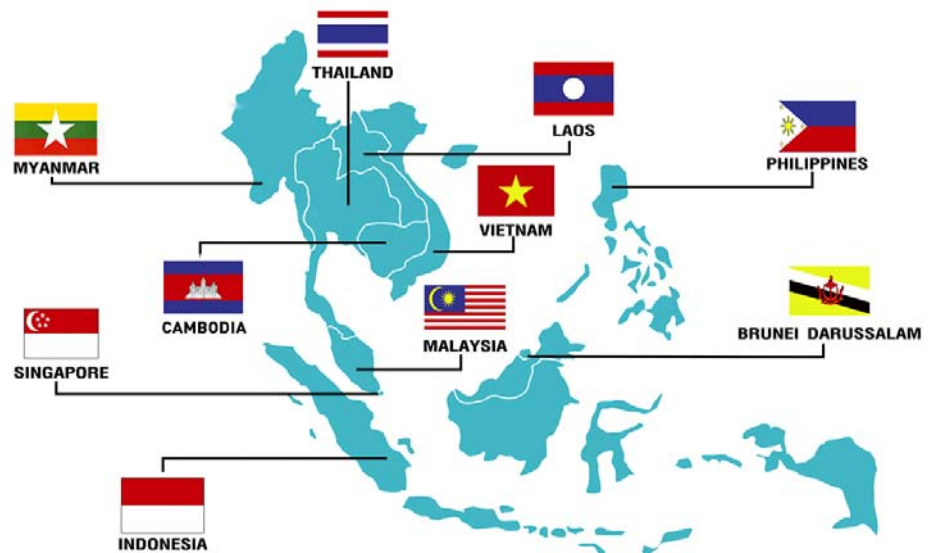 THAILAND
LAOS
MYANMAR
PHILIPPINES
VIETNAM
CAMBODIA
MALAYSIA
BRUNEI DARUSSALAM
SINGAPORE
INDONESIA